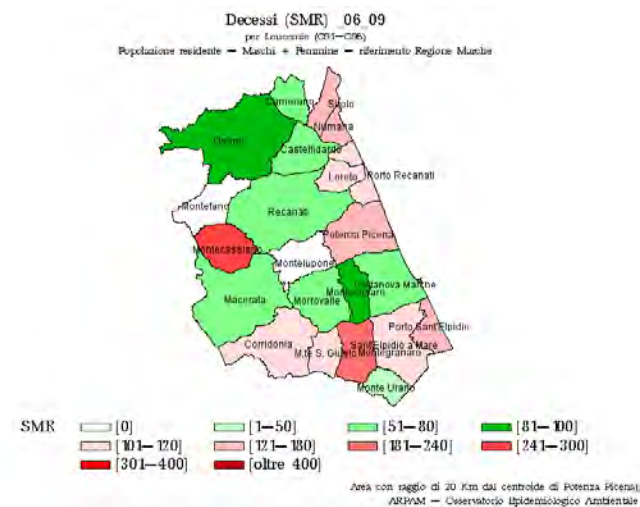 Decessi (SMR) _06_09
per Leucemie (C91—C95)
Popolazione residente — Maschi + Femmine — riferimento Regione Marche
Camerano
Sirolo
Numana
Osimo
Castelfidardo
Loreto
Porto Recanati
Montefano
Recanati
Potenza Picena
Montecassiano
Montelupone
Civitanova Marche
Montecosaro
Macerata
Morrovalle
Porto Sant'Elpidio
Corridonia
Sant'Elpidio a Mare
M.te S. Giusto
Montegranaro
Monte Urano
SMR [0] [1—50] [51—80] [81—100]
[101—120] [121—180] [181—240] [241—300]
[301—400] [oltre 400]
Area con raggio di 20 Km dal centroide di Potenza Picena;
ARPAM — Osservatorio Epidemiologico Ambientale